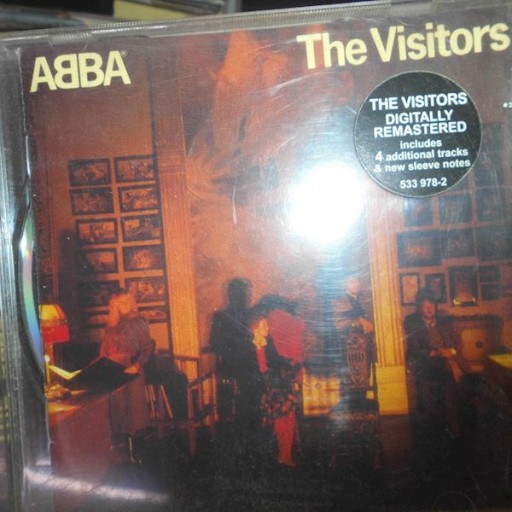 ABBA®
The Visitors
THE VISITORS
DIGITALLY
REMASTERED
includes
4 additional tracks
& new sleeve notes
533 978-2